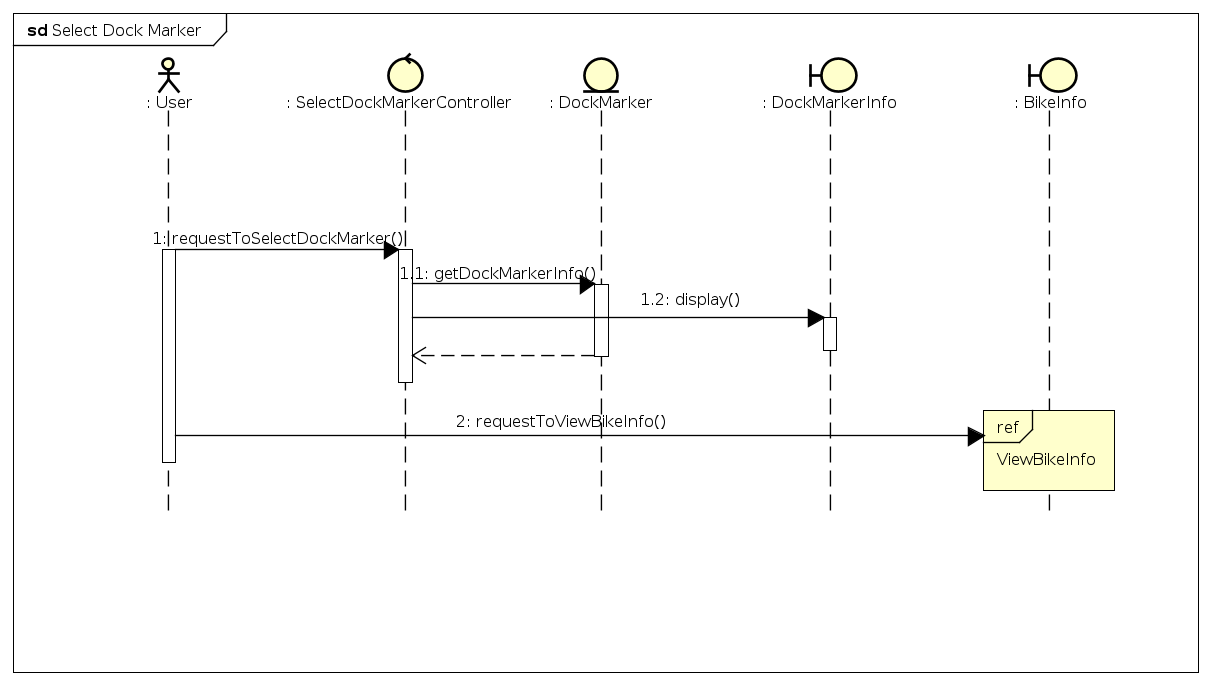 sd Select Dock Marker
: User
: SelectDockMarkerController
: DockMarker
: DockMarkerInfo
: BikeInfo
1: requestToSelectDockMarker()
1.1: getDockMarkerInfo()
1.2: display()
2: requestToViewBikeInfo()
ref
ViewBikeInfo